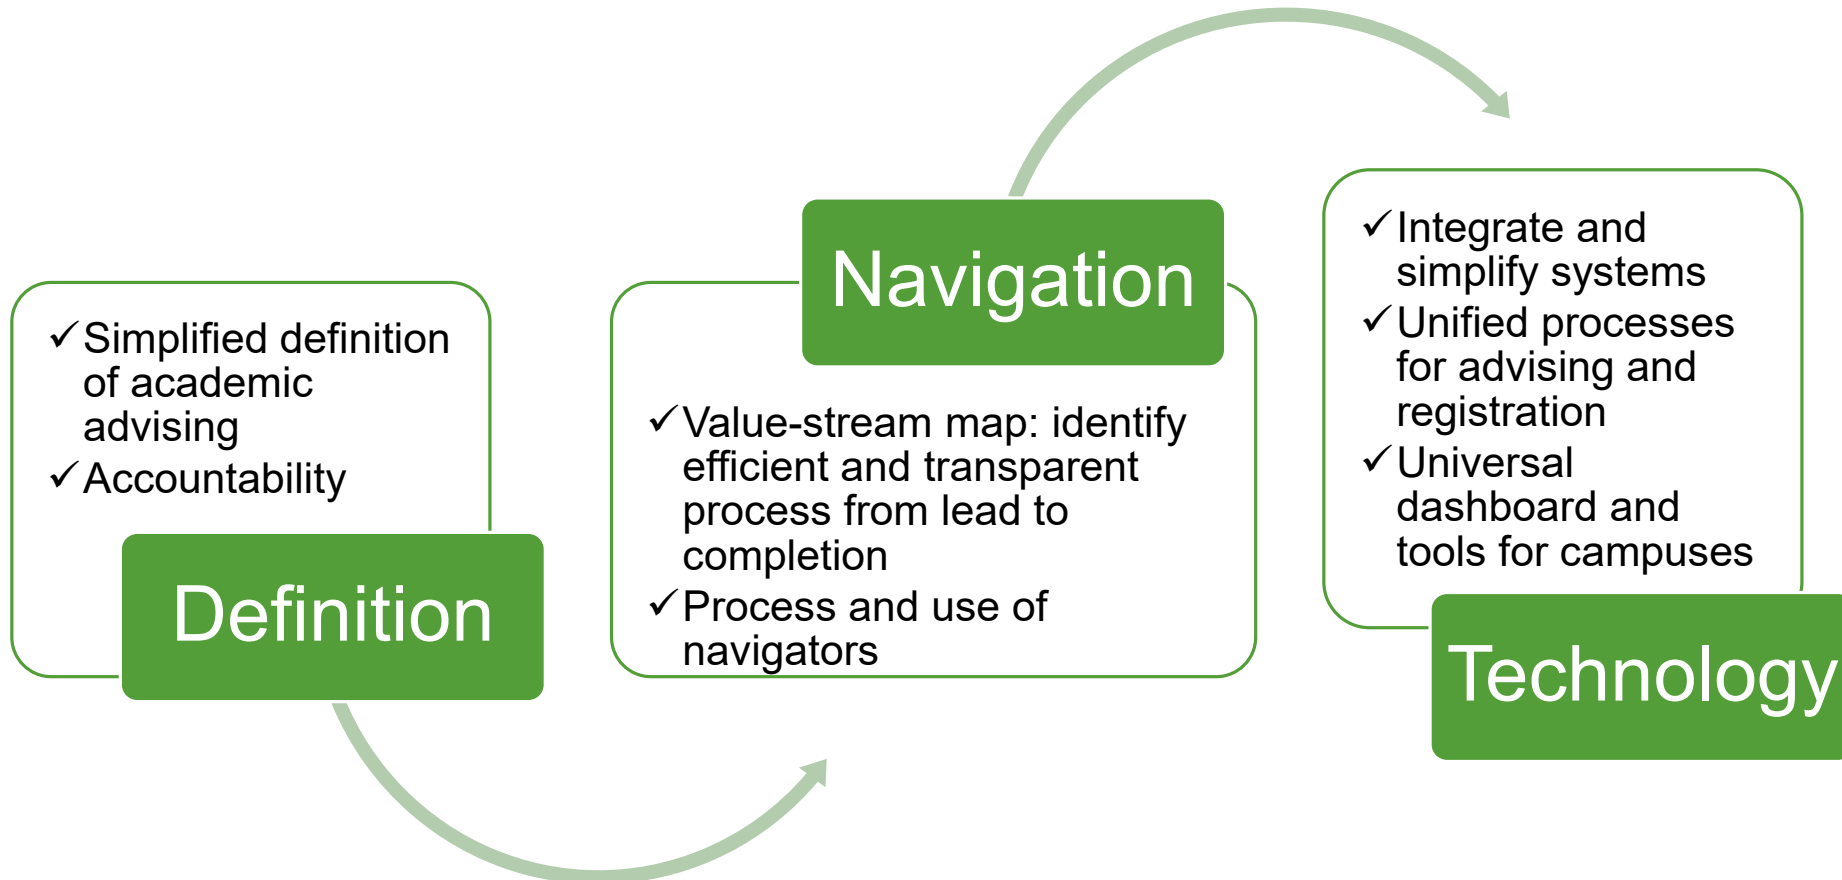 ✓Simplified definition
of academic
advising
✓Accountability
Definition
Navigation
✓Value-stream map: identify
efficient and transparent
process from lead to
completion
✓Process and use of
navigators
✓Integrate and
simplify systems
✓Unified processes
for advising and
registration
✓Universal
dashboard and
tools for campuses
Technology